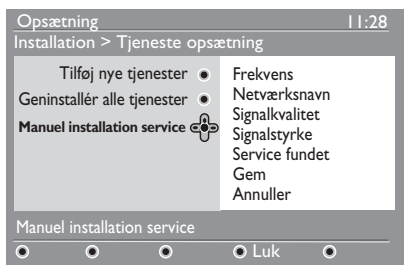 Opsætning 11:28
Installation > Tjeneste opsætning
Tilføj nye tjenester
Geninstallér alle tjenester
Manuel installation service
Frekvens
Netværksnavn
Signalkvalitet
Signalstyrke
Service fundet
Gem
Annuller
Manuel installation service
Luk